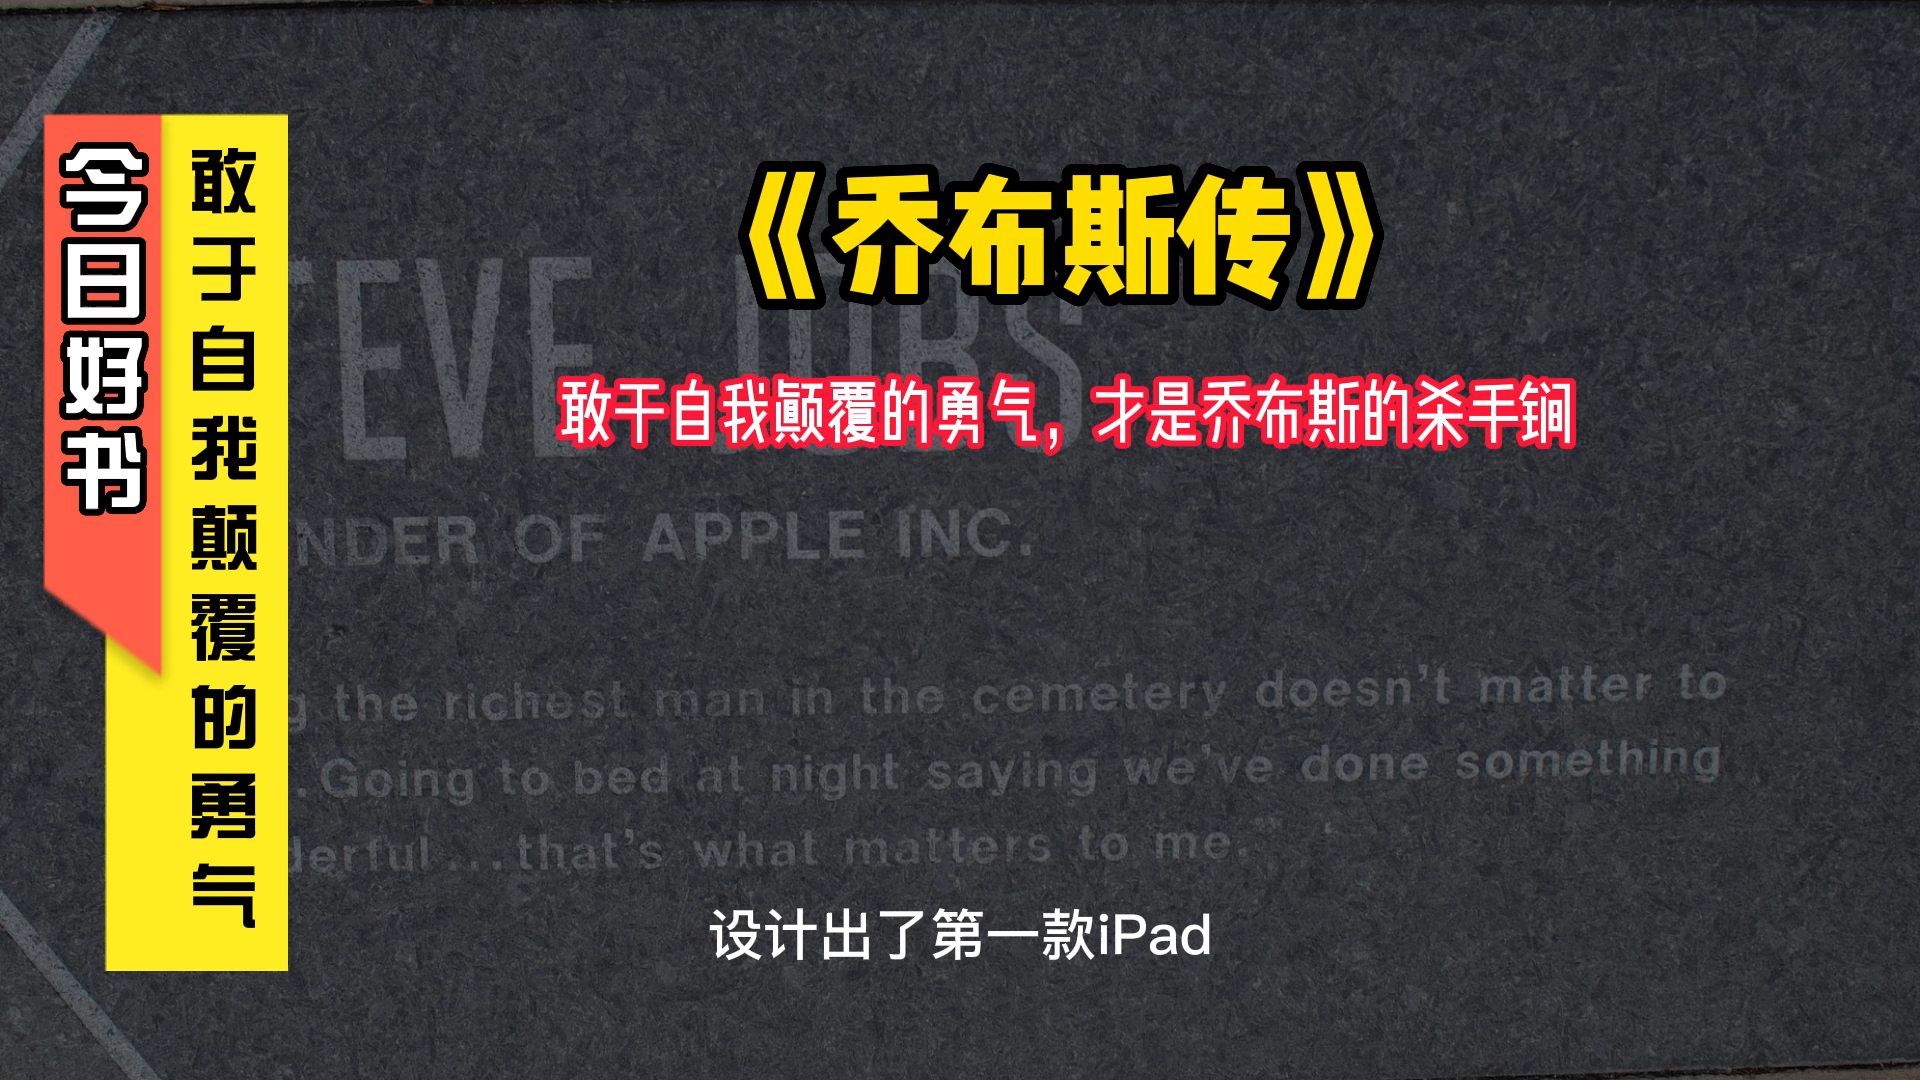 今日好书
敢于自我颠覆的勇气
《乔布斯传》
敢于自我颠覆的勇气，才是乔布斯的杀手锏
TEVE JOBS
NDER OF APPLE INC.
g the richest man in the cemetery doesn't matter to
. Going to bed at night saying we've done something
derful...that's what matters to me.
设计出了第一款iPad